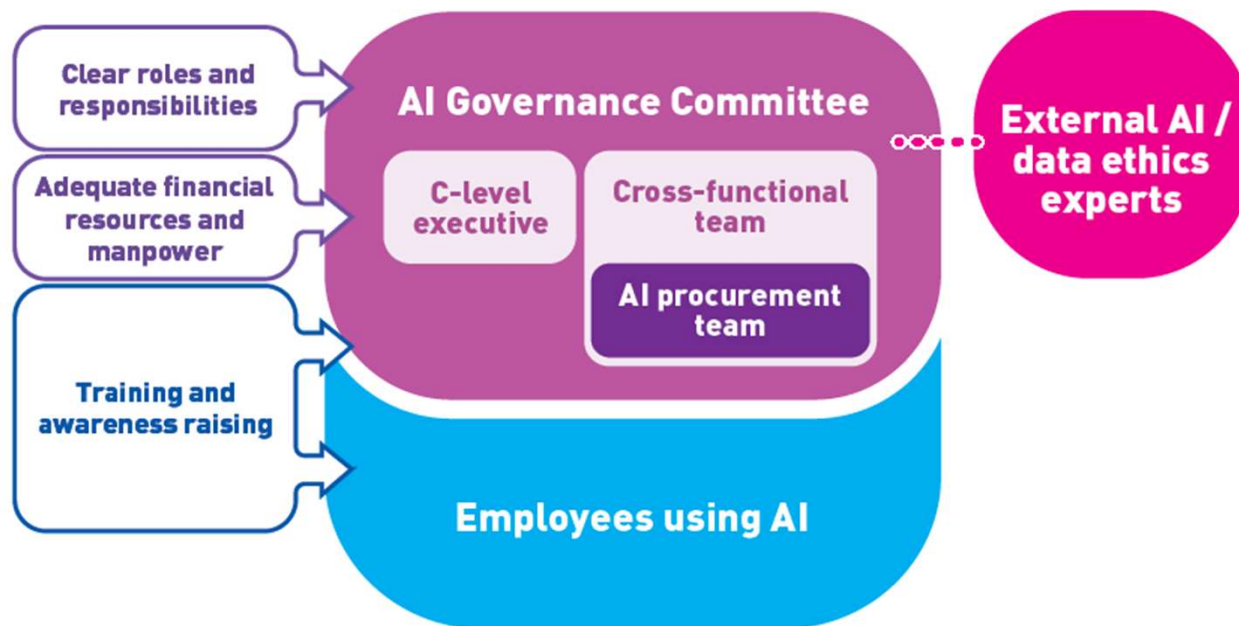 Clear roles and
responsibilities
Adequate financial
resources and
manpower
Training and
awareness raising
AI Governance Committee
C-level
executive
Cross-functional
team
AI procurement
team
Employees using AI
External AI /
data ethics
experts